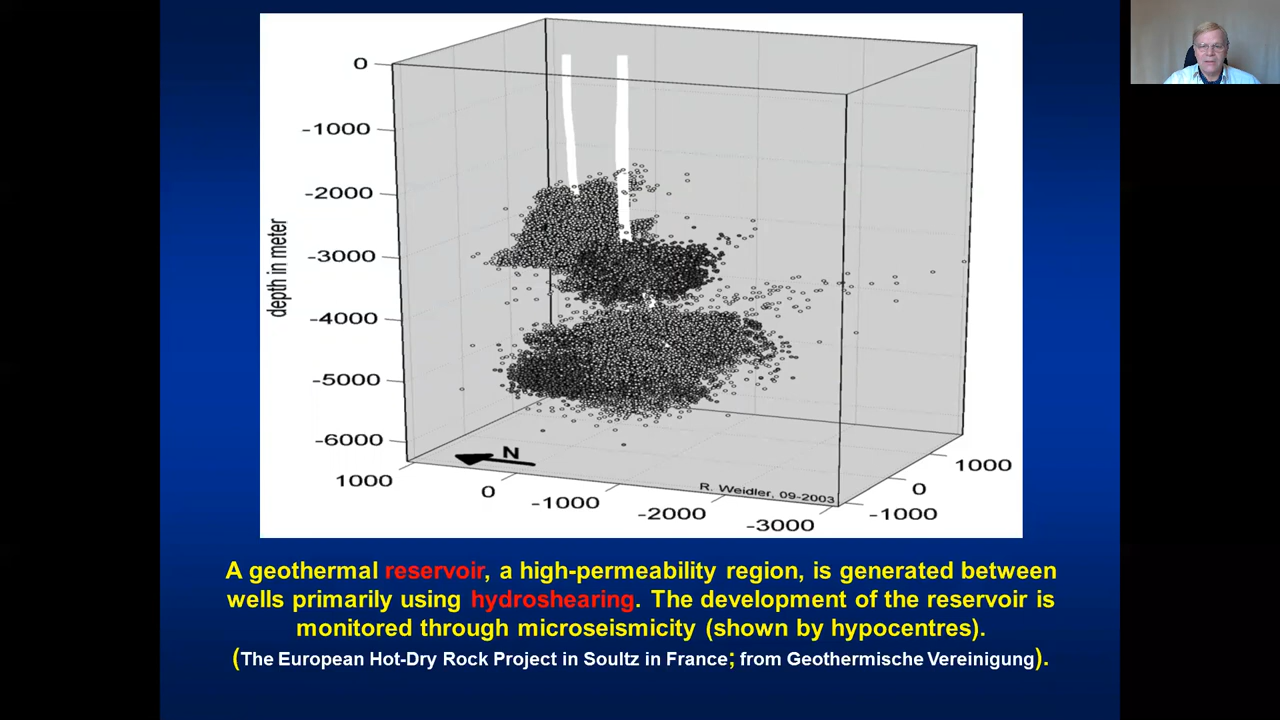 0
-1000
-2000
-3000
-4000
-5000
-6000
depth in meter
N
R. Weidler, 09-2003
1000
0
-1000
-2000
-3000
1000
0
-1000
A geothermal reservoir, a high-permeability region, is generated between
wells primarily using hydroshearing. The development of the reservoir is
monitored through microseismicity (shown by hypocentres).
(The European Hot-Dry Rock Project in Soultz in France; from Geothermische Vereinigung).